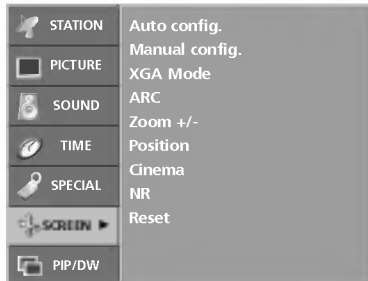 STATION
PICTURE
SOUND
TIME
SPECIAL
SCREEN
PIP/DW
Auto config.
Manual config.
XGA Mode
ARC
Zoom +/-
Position
Cinema
NR
Reset